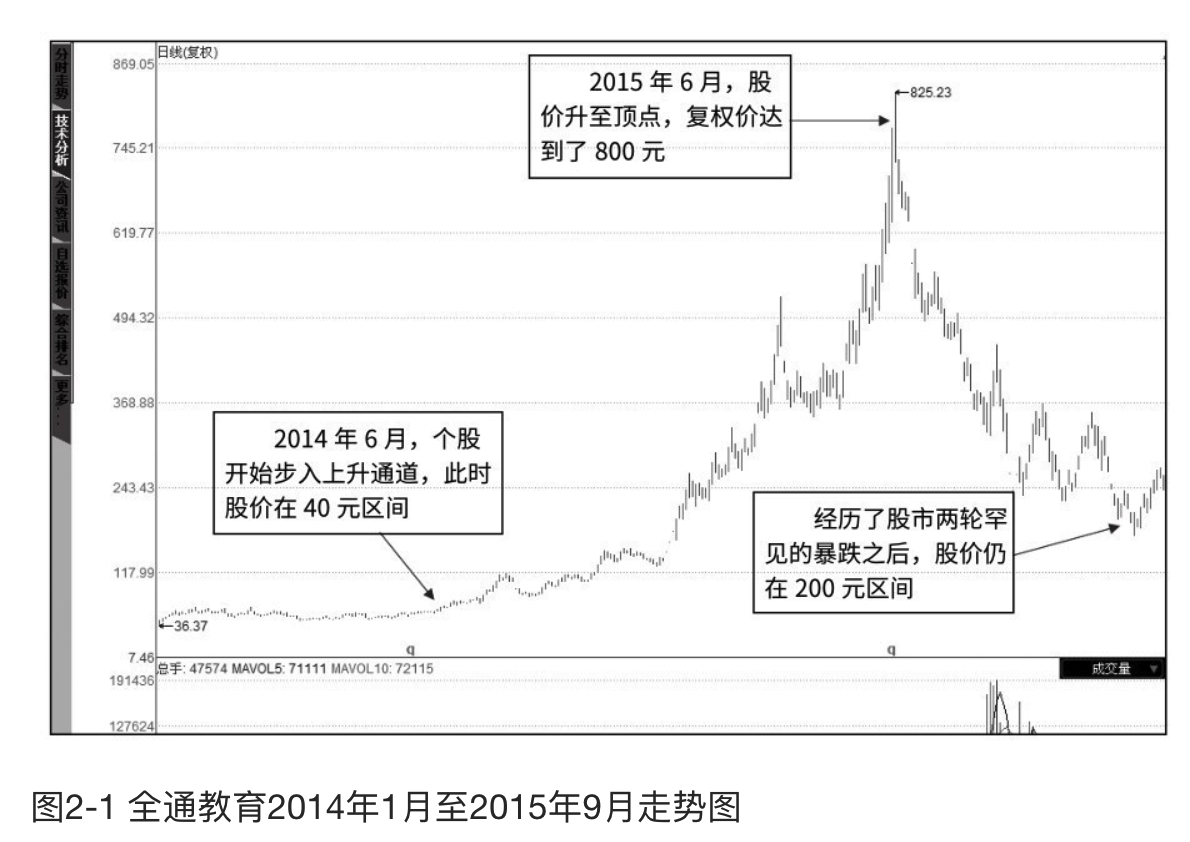 分时走势
技术分析
公司资讯
自选报价
综合排名
更多...
日线(复权)
869.05
745.21
619.77
494.32
368.88
243.43
117.99
7.46
2015 年 6 月，股
价升至顶点，复权价达
到了 800 元
825.23
2014 年 6 月，个股
开始步入上升通道，此时
股价在 40 元区间
经历了股市两轮罕
见的暴跌之后，股价仍
在 200 元区间
36.37
q
q
总手: 47574 MAVOL5: 71111 MAVOL10: 72115
成交量
191436
127624
图2-1 全通教育2014年1月至2015年9月走势图